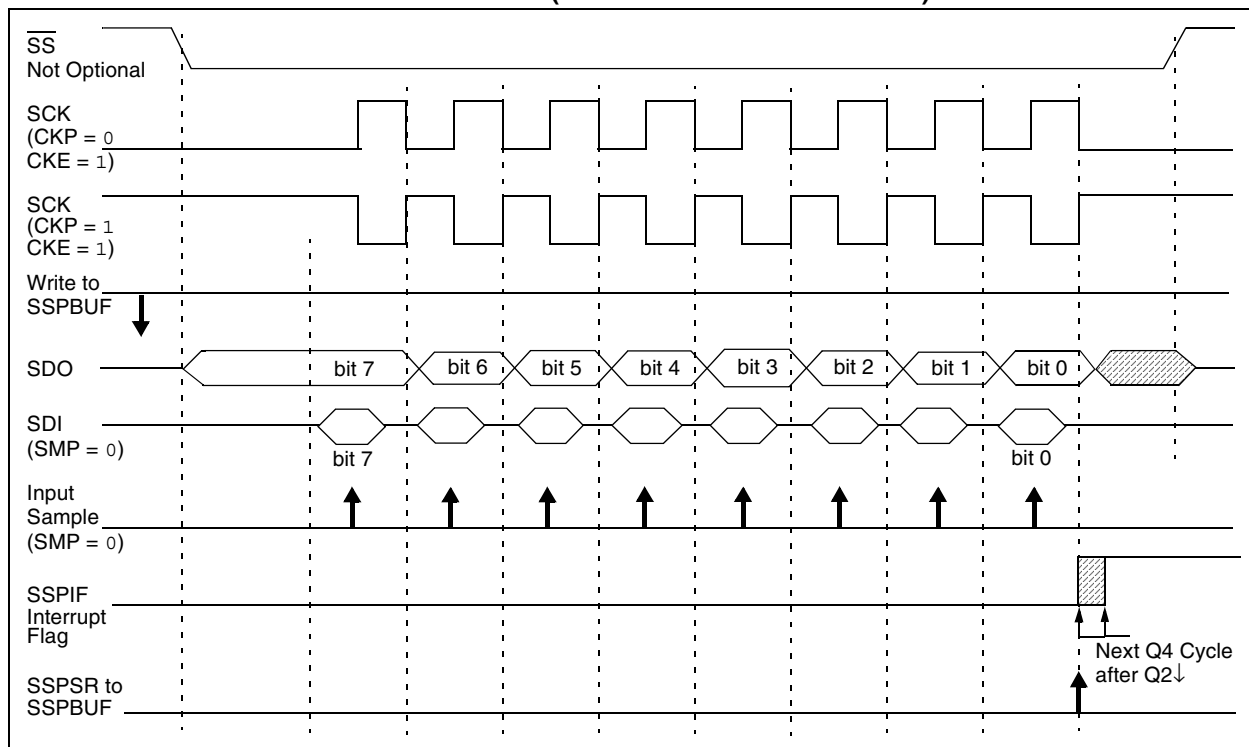 SS
Not Optional
SCK
(CKP = 0
CKE = 1)
SCK
(CKP = 1
CKE = 1)
Write to
SSPBUF
SDO
bit 7 bit 6 bit 5 bit 4 bit 3 bit 2 bit 1 bit 0
SDI
(SMP = 0)
bit 7 bit 0
Input
Sample
(SMP = 0)
SSPIF
Interrupt
Flag
Next Q4 Cycle
after Q2↓
SSPSR to
SSPBUF